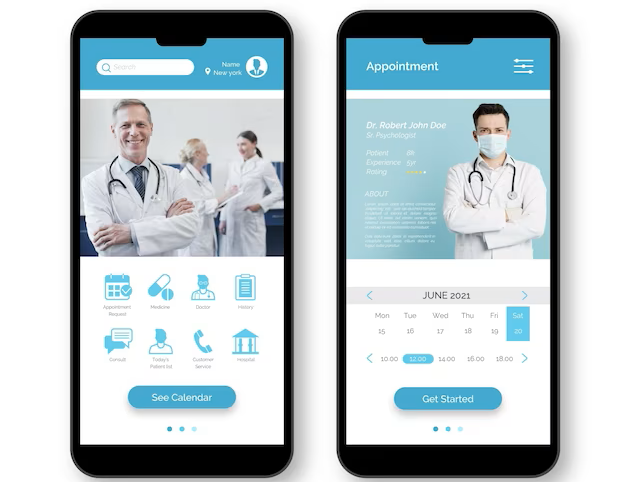 Search
Name
New york
Appointment Request
Medicine
Doctor
History
Consult
Today's Patient list
Customer Service
Hospital
See Calendar
Appointment
Dr. Robert John Doe
Sr. Psychologist
Patient
Experience 5yr
Rating
ABOUT
JUNE 2021
Mon Tue Wed Thu Fri Sat
15 16 17 18 19 20
10.00 12.00 14.00 16.00 18.00
Get Started